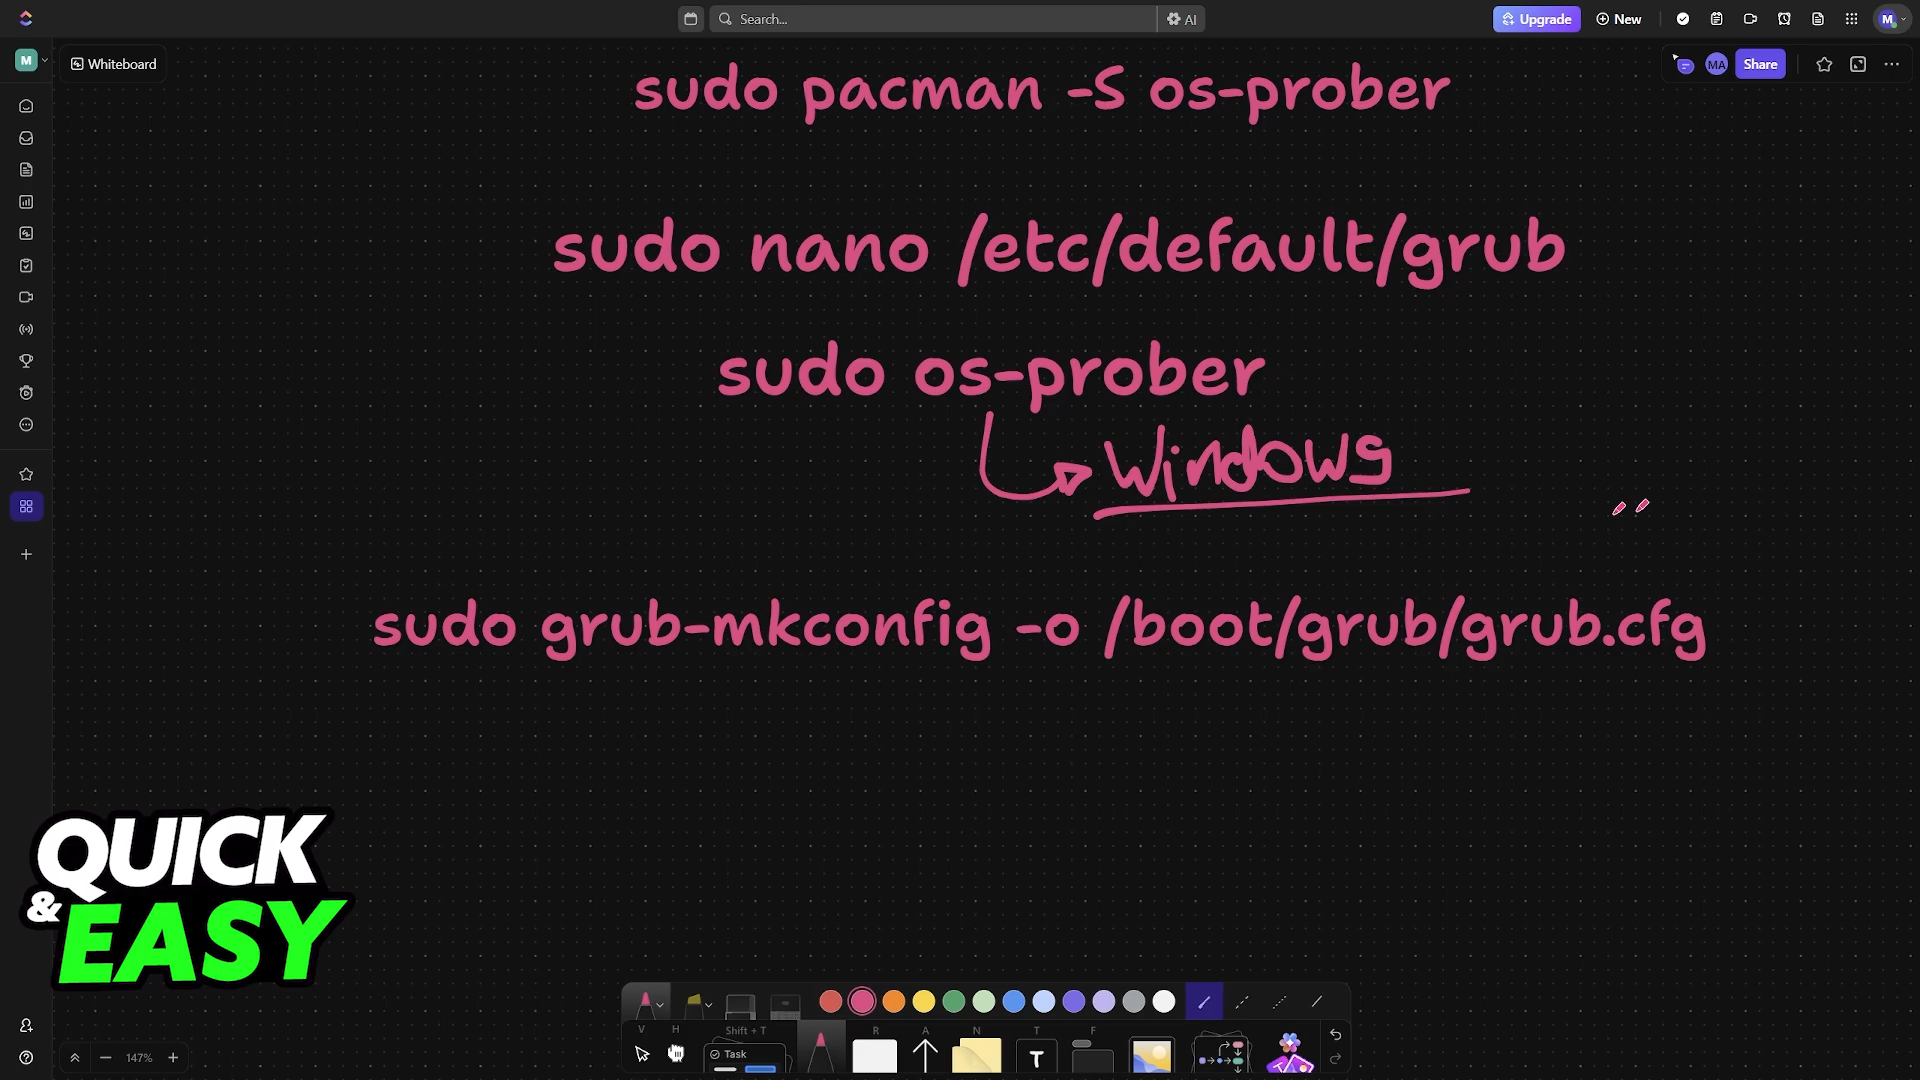 Search...
AI
Upgrade
New
M
M
Whiteboard
MA
Share
sudo pacman -S os-prober
sudo nano /etc/default/grub
sudo os-prober
Windows
sudo grub-mkconfig -o /boot/grub/grub.cfg
QUICK
&EASY
V
H
Shift + T
R
A
N
T
F
Task
T
147%